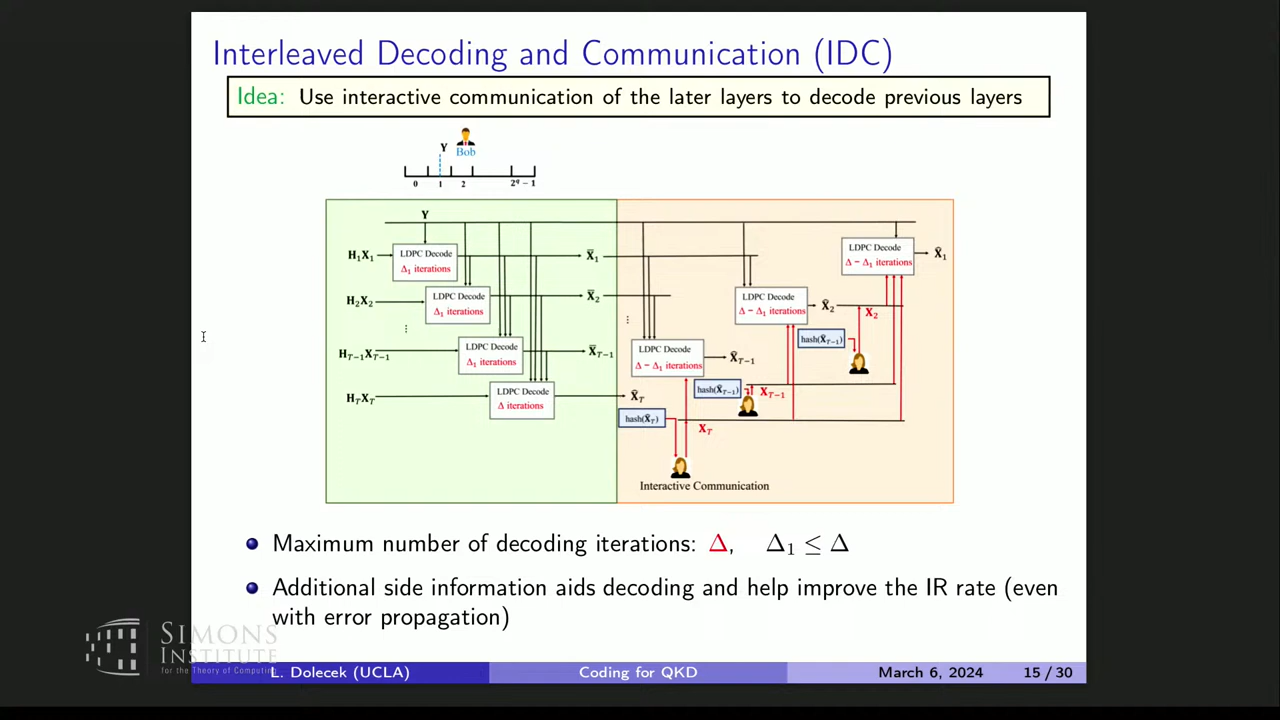 Interleaved Decoding and Communication (IDC)
Idea: Use interactive communication of the later layers to decode previous layers
Y
Bob
0 1 2 2^q − 1
Y
H₁X₁
LDPC Decode
Δ₁ iterations
X̅₁
LDPC Decode
Δ − Δ₁ iterations
X̂₁
H₂X₂
LDPC Decode
Δ₁ iterations
X̅₂
LDPC Decode
Δ − Δ₁ iterations
X̂₂
X₂
⋮
⋮
hash(X̂_{T−1})
H_{T−1}X_{T−1}
LDPC Decode
Δ₁ iterations
X̅_{T−1}
LDPC Decode
Δ − Δ₁ iterations
X̂_{T−1}
hash(X̂_{T−1})
X_{T−1}
H_TX_T
LDPC Decode
Δ iterations
X̂_T
hash(X̂_T)
X_T
Interactive Communication
Maximum number of decoding iterations: Δ, Δ₁ ≤ Δ
Additional side information aids decoding and help improve the IR rate (even
with error propagation)
SIMONS
INSTITUTE
for the Theory of Computing
L. Dolecek (UCLA) Coding for QKD March 6, 2024 15 / 30